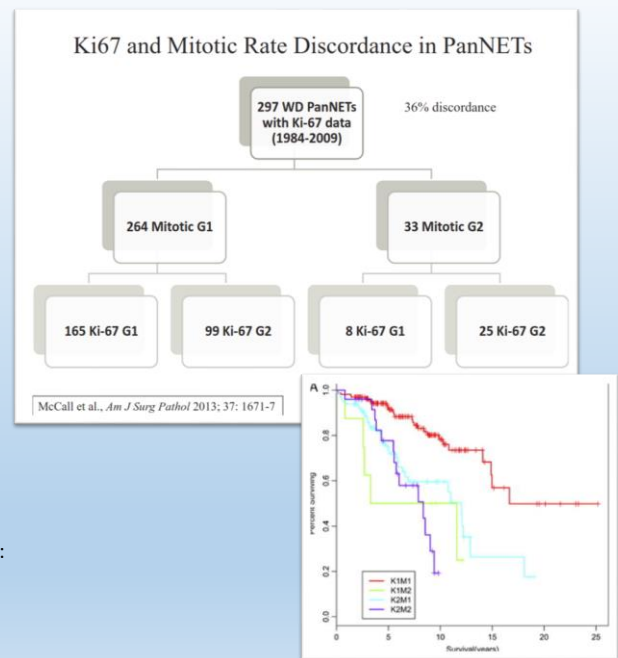 Ki67 and Mitotic Rate Discordance in PanNETs
297 WD PanNETs
with Ki-67 data
(1984-2009)
36% discordance
264 Mitotic G1
33 Mitotic G2
165 Ki-67 G1
99 Ki-67 G2
8 Ki-67 G1
25 Ki-67 G2
McCall et al., Am J Surg Pathol 2013; 37: 1671-7
A
1.0
0.8
0.6
0.4
0.2
0.0
Percent Surviving
K1M1
K1M2
K2M1
K2M2
0
5
10
15
20
25
Survival(years)
: